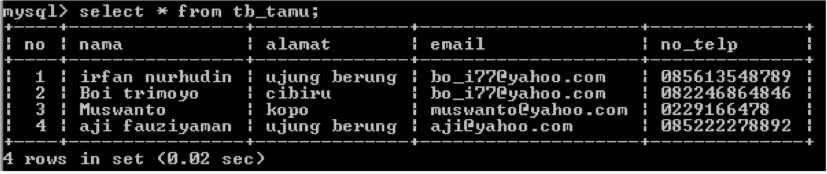 mysql> select * from tb_tamu;
+----+----------------+--------------+--------------------+--------------+
| no | nama           | alamat       | email              | no_telp      |
+----+----------------+--------------+--------------------+--------------+
|  1 | irfan nurhudin | ujung berung | bo_i77@yahoo.com   | 085613548789 |
|  2 | Boi trimoyo    | cibiru       | bo_i77@yahoo.com   | 082246864846 |
|  3 | Muswanto       | kopo         | muswanto@yahoo.com | 0229166478   |
|  4 | aji fauziyaman | ujung berung | aji@yahoo.com      | 085222278892 |
+----+----------------+--------------+--------------------+--------------+
4 rows in set (0.02 sec)